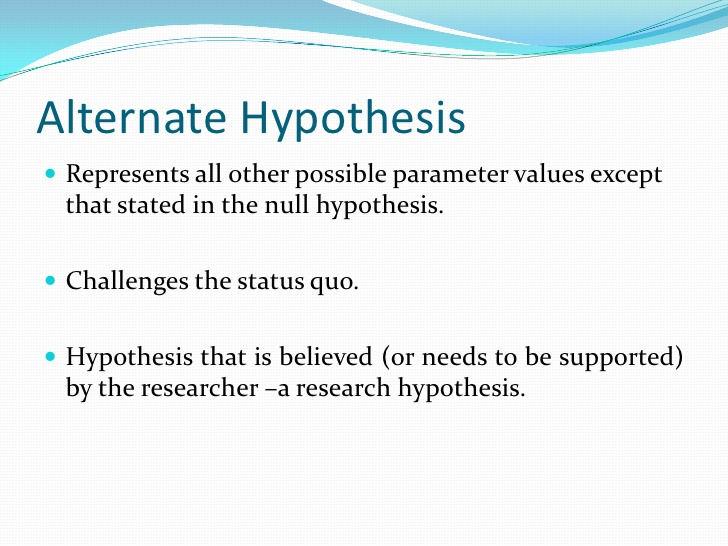 Alternate Hypothesis
• Represents all other possible parameter values except
that stated in the null hypothesis.
• Challenges the status quo.
• Hypothesis that is believed (or needs to be supported)
by the researcher –a research hypothesis.